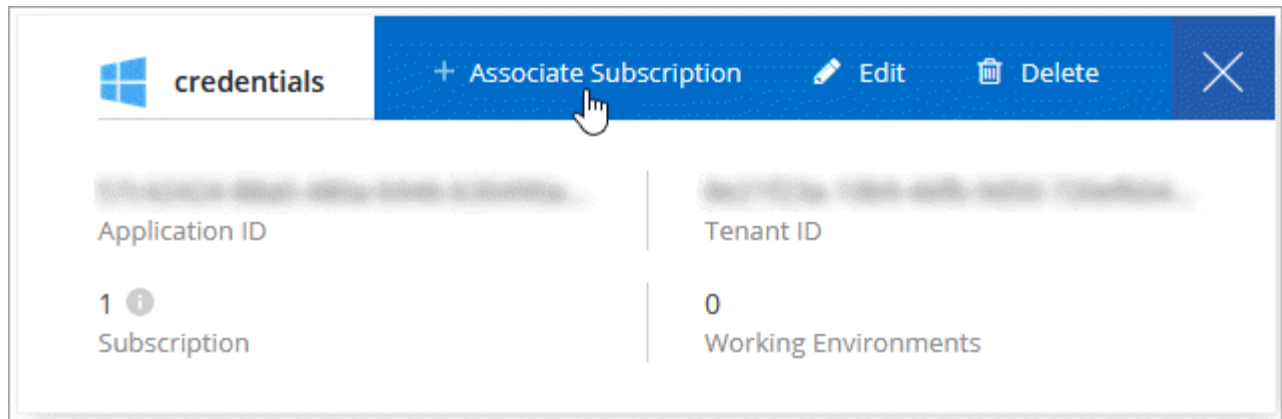 credentials
+ Associate Subscription
Edit
Delete
Application ID
Tenant ID
1
Subscription
0
Working Environments